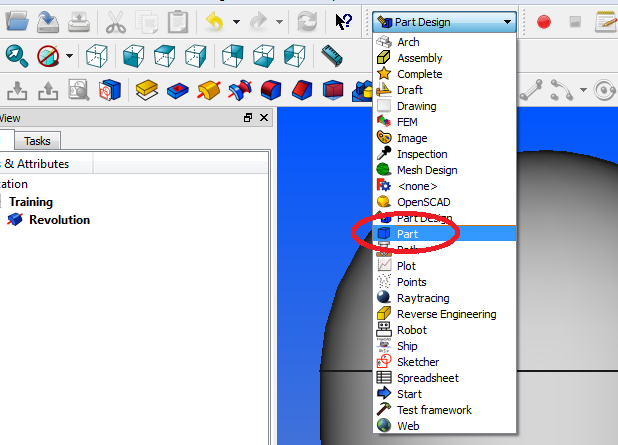 Part Design
Arch
Assembly
Complete
Draft
Drawing
FEM
Image
Inspection
Mesh Design
<none>
OpenSCAD
Part Design
Part
Path
Plot
Points
Raytracing
Reverse Engineering
Robot
Ship
Sketcher
Spreadsheet
Start
Test framework
Web
View
Tasks
s & Attributes
ation
Training
Revolution